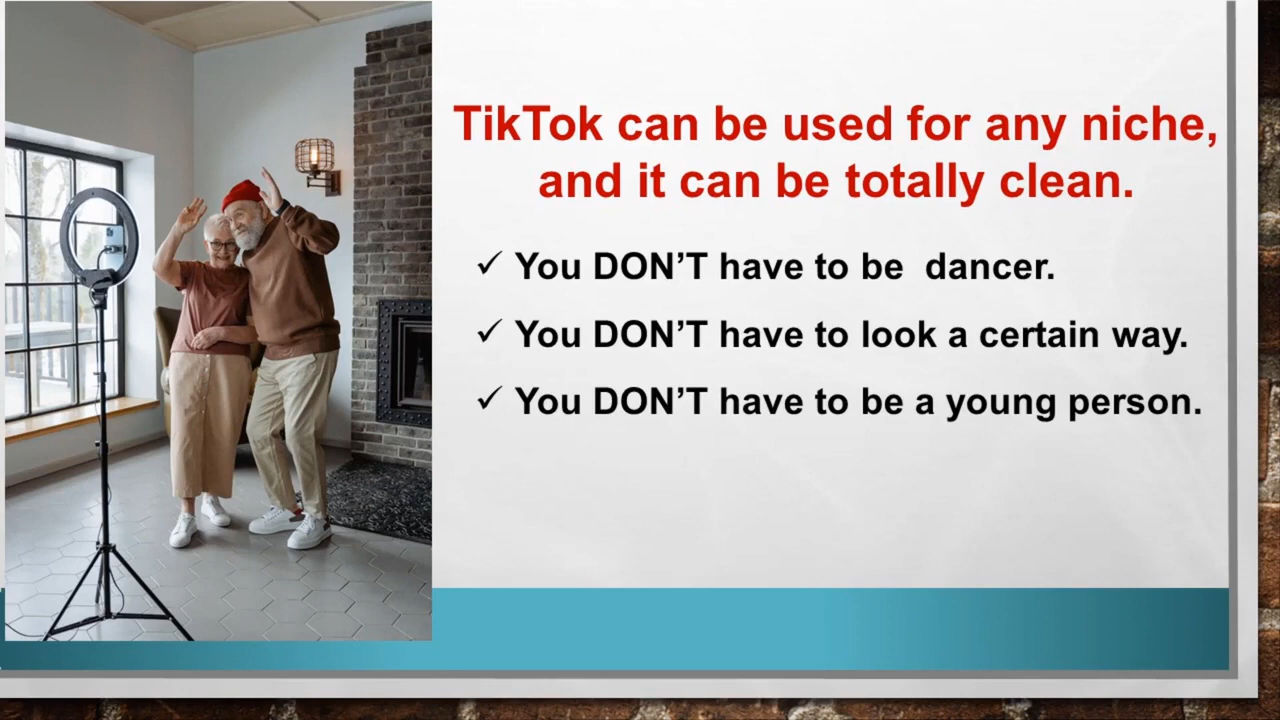 TikTok can be used for any niche,
and it can be totally clean.
✓ You DON’T have to be  dancer.
✓ You DON’T have to look a certain way.
✓ You DON’T have to be a young person.